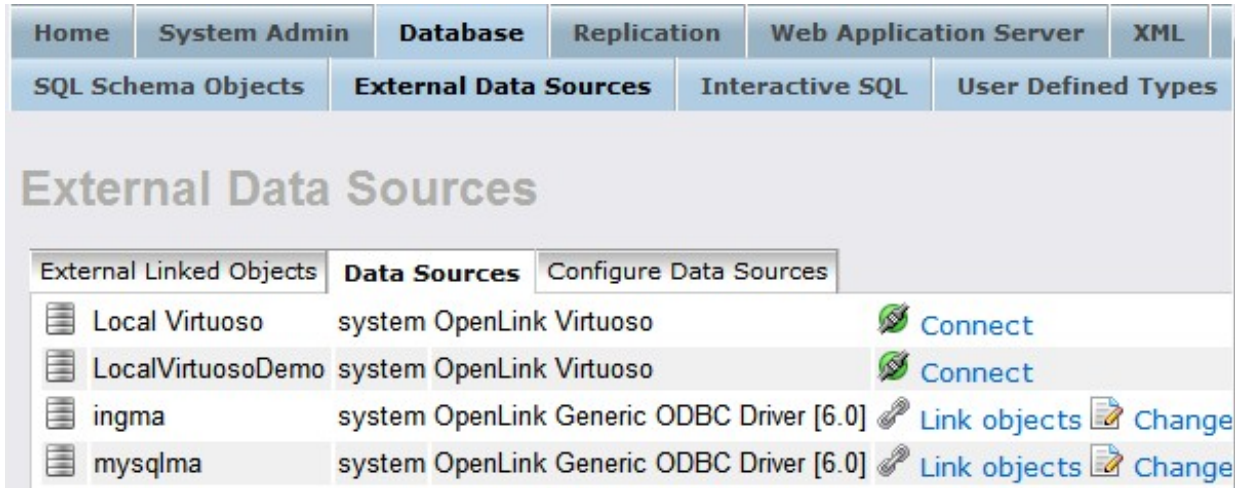 Home System Admin Database Replication Web Application Server XML
SQL Schema Objects External Data Sources Interactive SQL User Defined Types
External Data Sources
External Linked Objects Data Sources Configure Data Sources
Local Virtuoso system OpenLink Virtuoso Connect
LocalVirtuosoDemo system OpenLink Virtuoso Connect
ingma system OpenLink Generic ODBC Driver [6.0] Link objects Change
mysqlma system OpenLink Generic ODBC Driver [6.0] Link objects Change